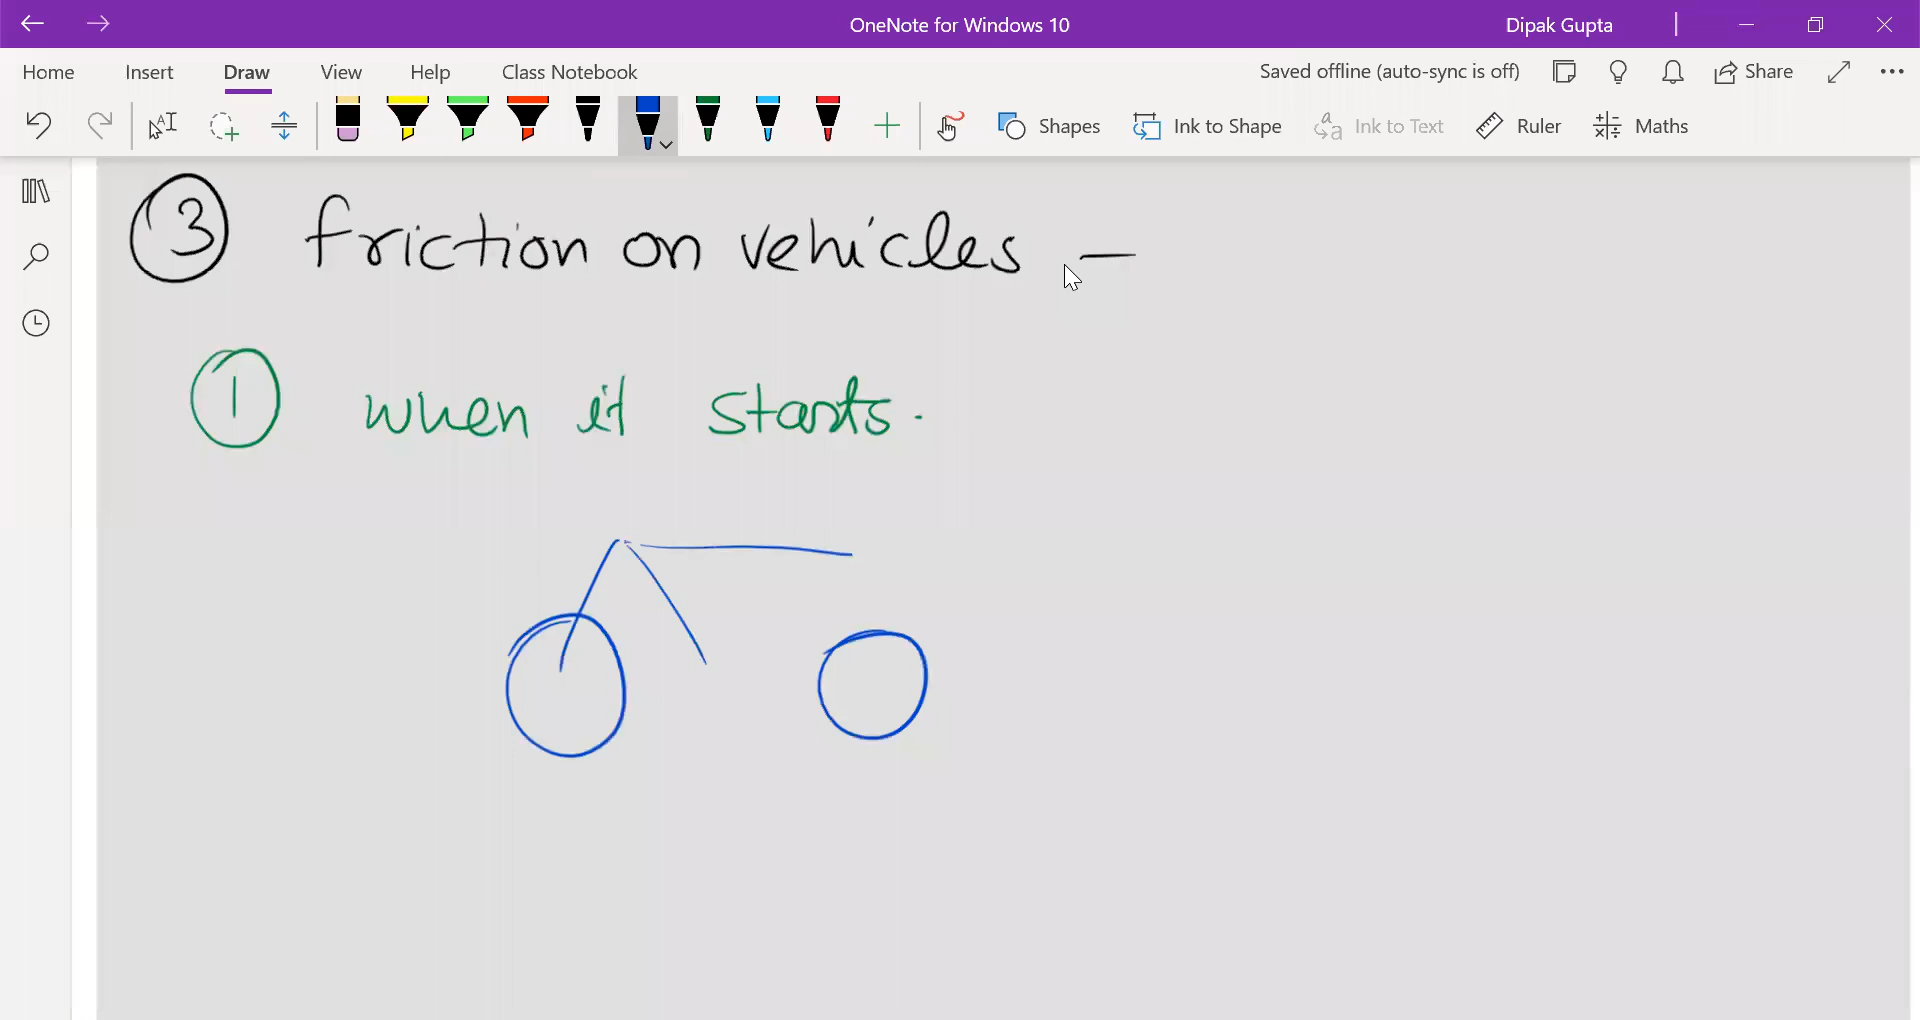 OneNote for Windows 10 Dipak Gupta
Home Insert Draw View Help Class Notebook Saved offline (auto-sync is off) Share
Shapes Ink to Shape Ink to Text Ruler Maths
③ friction on vehicles –
① when it starts.